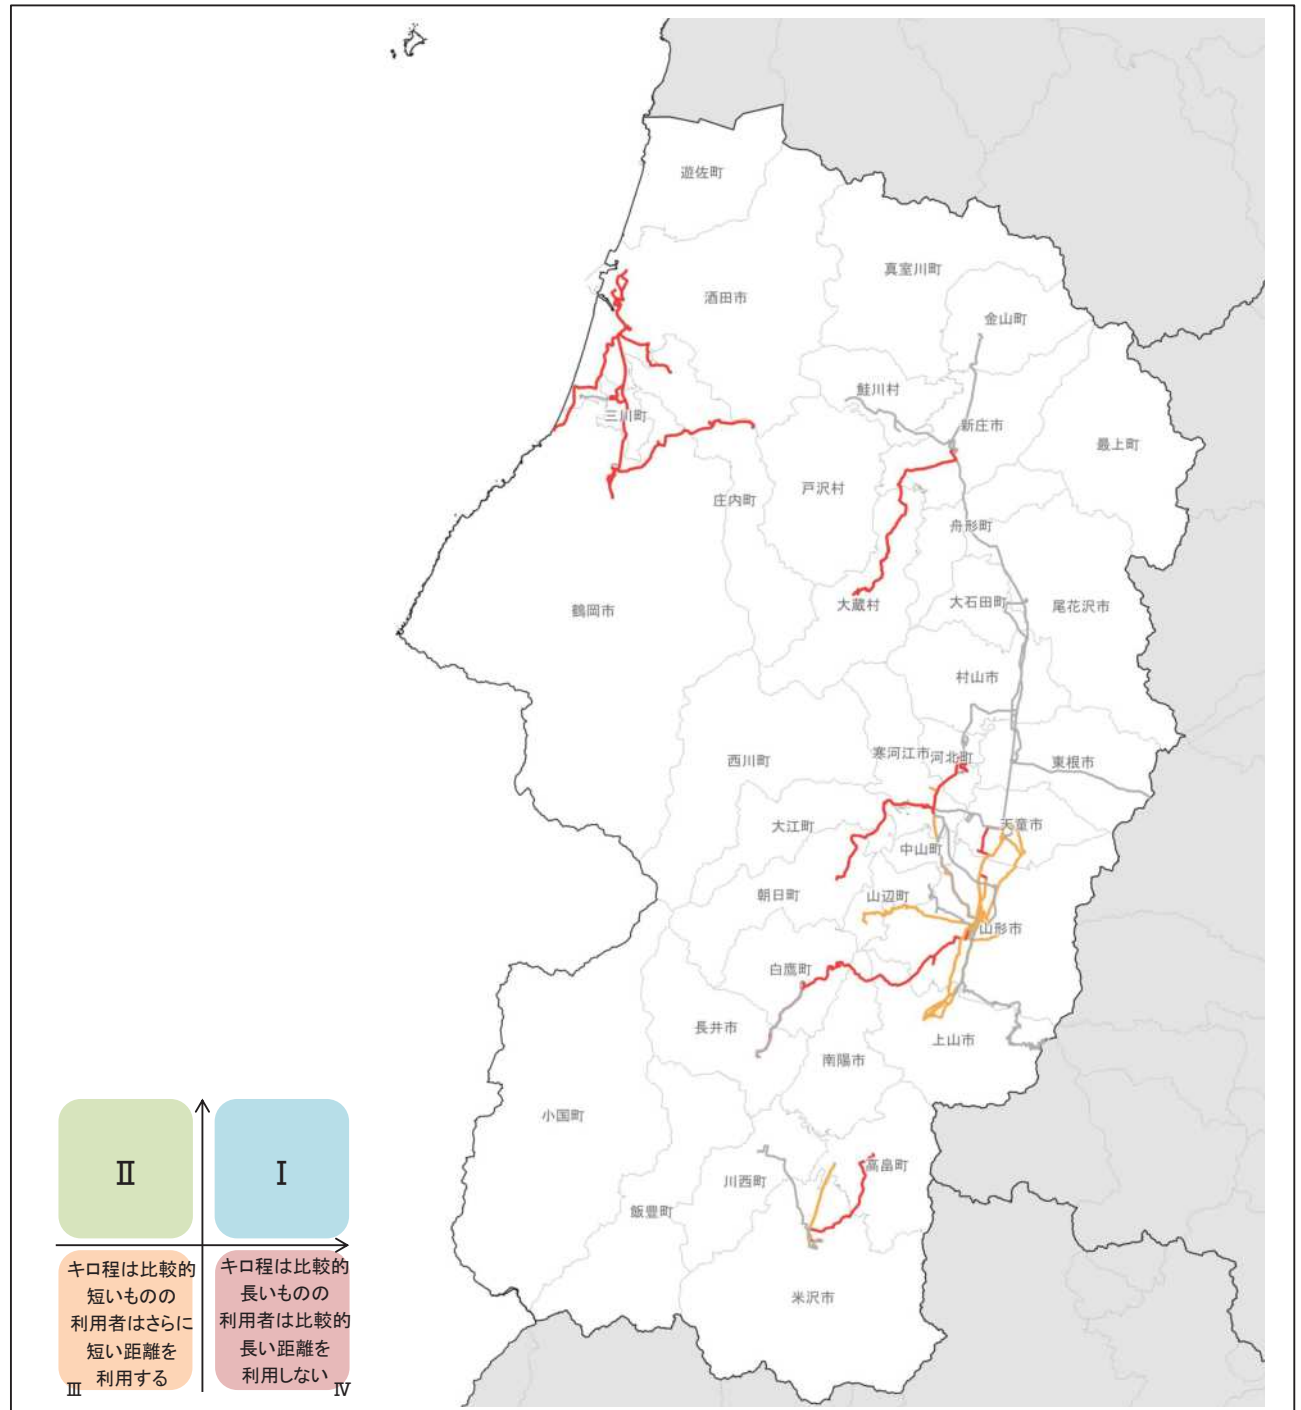 遊佐町
真室川町
酒田市
金山町
鮭川村
三川町
新庄市
最上町
戸沢村
庄内町
舟形町
大蔵村
大石田町
尾花沢市
鶴岡市
村山市
寒河江市
河北町
西川町
東根市
大江町
天童市
中山町
朝日町
山辺町
山形市
白鷹町
長井市
上山市
南陽市
小国町
高畠町
川西町
飯豊町
米沢市
Ⅱ
Ⅰ
キロ程は比較的
短いものの
利用者はさらに
短い距離を
利用する
Ⅲ
キロ程は比較的
長いものの
利用者は比較的
長い距離を
利用しない
Ⅳ